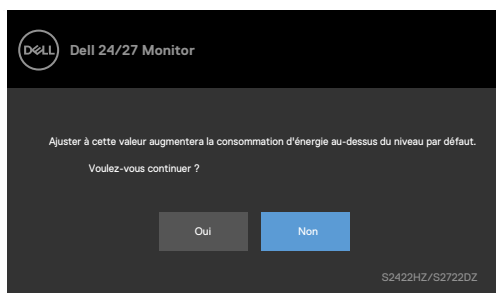 DELL Dell 24/27 Monitor
Ajuster à cette valeur augmentera la consommation d'énergie au-dessus du niveau par défaut.
Voulez-vous continuer ?
Oui Non
S2422HZ/S2722DZ